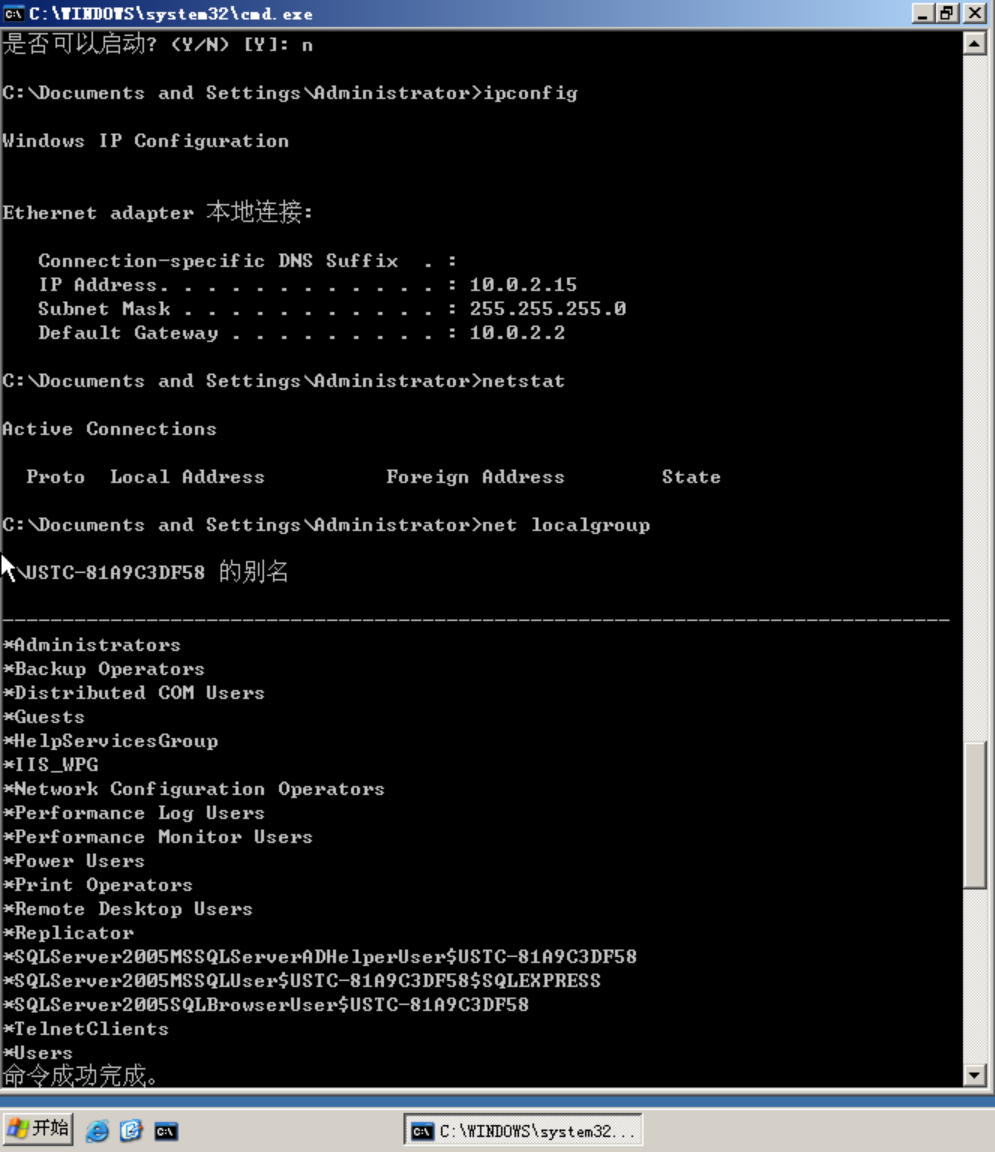 C:\WINDOWS\system32\cmd.exe
是否可以启动? (Y/N) [Y]: n
C:\Documents and Settings\Administrator>ipconfig
Windows IP Configuration
Ethernet adapter 本地连接:
Connection-specific DNS Suffix  . :
IP Address. . . . . . . . . . . . : 10.0.2.15
Subnet Mask . . . . . . . . . . . : 255.255.255.0
Default Gateway . . . . . . . . . : 10.0.2.2
C:\Documents and Settings\Administrator>netstat
Active Connections
Proto  Local Address          Foreign Address        State
C:\Documents and Settings\Administrator>net localgroup
\USTC-81A9C3DF58 的别名
-------------------------------------------------------------------------------
*Administrators
*Backup Operators
*Distributed COM Users
*Guests
*HelpServicesGroup
*IIS_WPG
*Network Configuration Operators
*Performance Log Users
*Performance Monitor Users
*Power Users
*Print Operators
*Remote Desktop Users
*Replicator
*SQLServer2005MSSQLServerADHelperUser$USTC-81A9C3DF58
*SQLServer2005MSSQLUser$USTC-81A9C3DF58$SQLEXPRESS
*SQLServer2005SQLBrowserUser$USTC-81A9C3DF58
*TelnetClients
*Users
命令成功完成。
开始
C:\WINDOWS\system32...